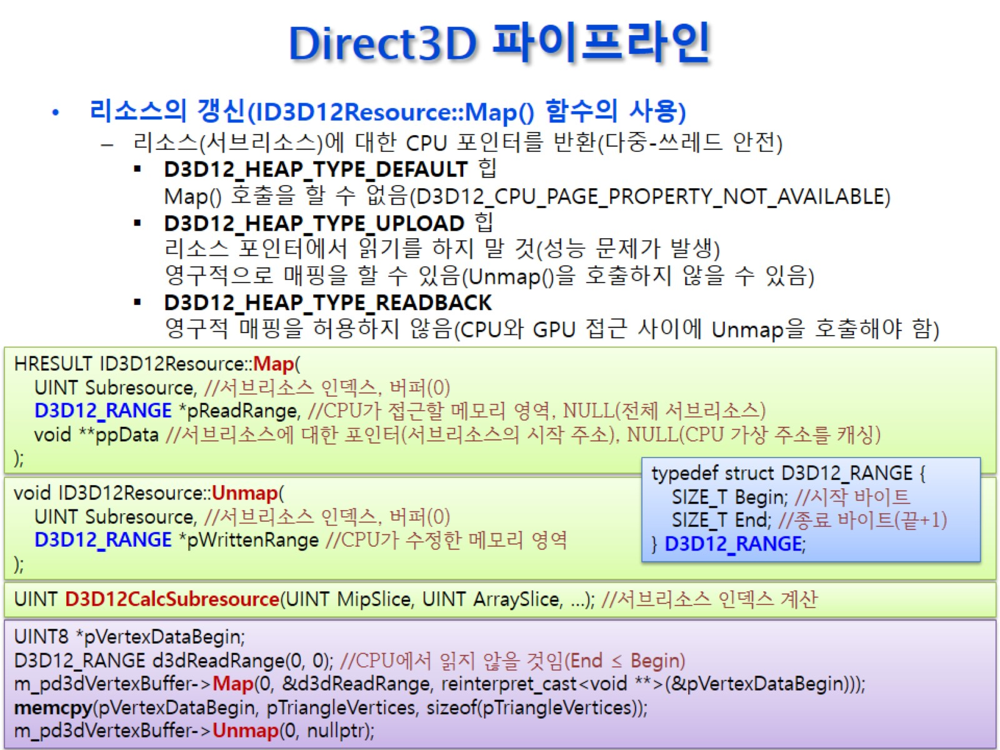 Direct3D 파이프라인
• 리소스의 갱신(ID3D12Resource::Map() 함수의 사용)
– 리소스(서브리소스)에 대한 CPU 포인터를 반환(다중-쓰레드 안전)
▪ D3D12_HEAP_TYPE_DEFAULT 힙
Map() 호출을 할 수 없음(D3D12_CPU_PAGE_PROPERTY_NOT_AVAILABLE)
▪ D3D12_HEAP_TYPE_UPLOAD 힙
리소스 포인터에서 읽기를 하지 말 것(성능 문제가 발생)
영구적으로 매핑을 할 수 있음(Unmap()을 호출하지 않을 수 있음)
▪ D3D12_HEAP_TYPE_READBACK
영구적 매핑을 허용하지 않음(CPU와 GPU 접근 사이에 Unmap을 호출해야 함)
HRESULT ID3D12Resource::Map(
UINT Subresource, //서브리소스 인덱스, 버퍼(0)
D3D12_RANGE *pReadRange, //CPU가 접근할 메모리 영역, NULL(전체 서브리소스)
void **ppData //서브리소스에 대한 포인터(서브리소스의 시작 주소), NULL(CPU 가상 주소를 캐싱)
);
void ID3D12Resource::Unmap(
UINT Subresource, //서브리소스 인덱스, 버퍼(0)
D3D12_RANGE *pWrittenRange //CPU가 수정한 메모리 영역
);
typedef struct D3D12_RANGE {
SIZE_T Begin; //시작 바이트
SIZE_T End; //종료 바이트(끝+1)
} D3D12_RANGE;
UINT D3D12CalcSubresource(UINT MipSlice, UINT ArraySlice, ...); //서브리소스 인덱스 계산
UINT8 *pVertexDataBegin;
D3D12_RANGE d3dReadRange(0, 0); //CPU에서 읽지 않을 것임(End ≤ Begin)
m_pd3dVertexBuffer->Map(0, &d3dReadRange, reinterpret_cast<void **>(&pVertexDataBegin)));
memcpy(pVertexDataBegin, pTriangleVertices, sizeof(pTriangleVertices));
m_pd3dVertexBuffer->Unmap(0, nullptr);